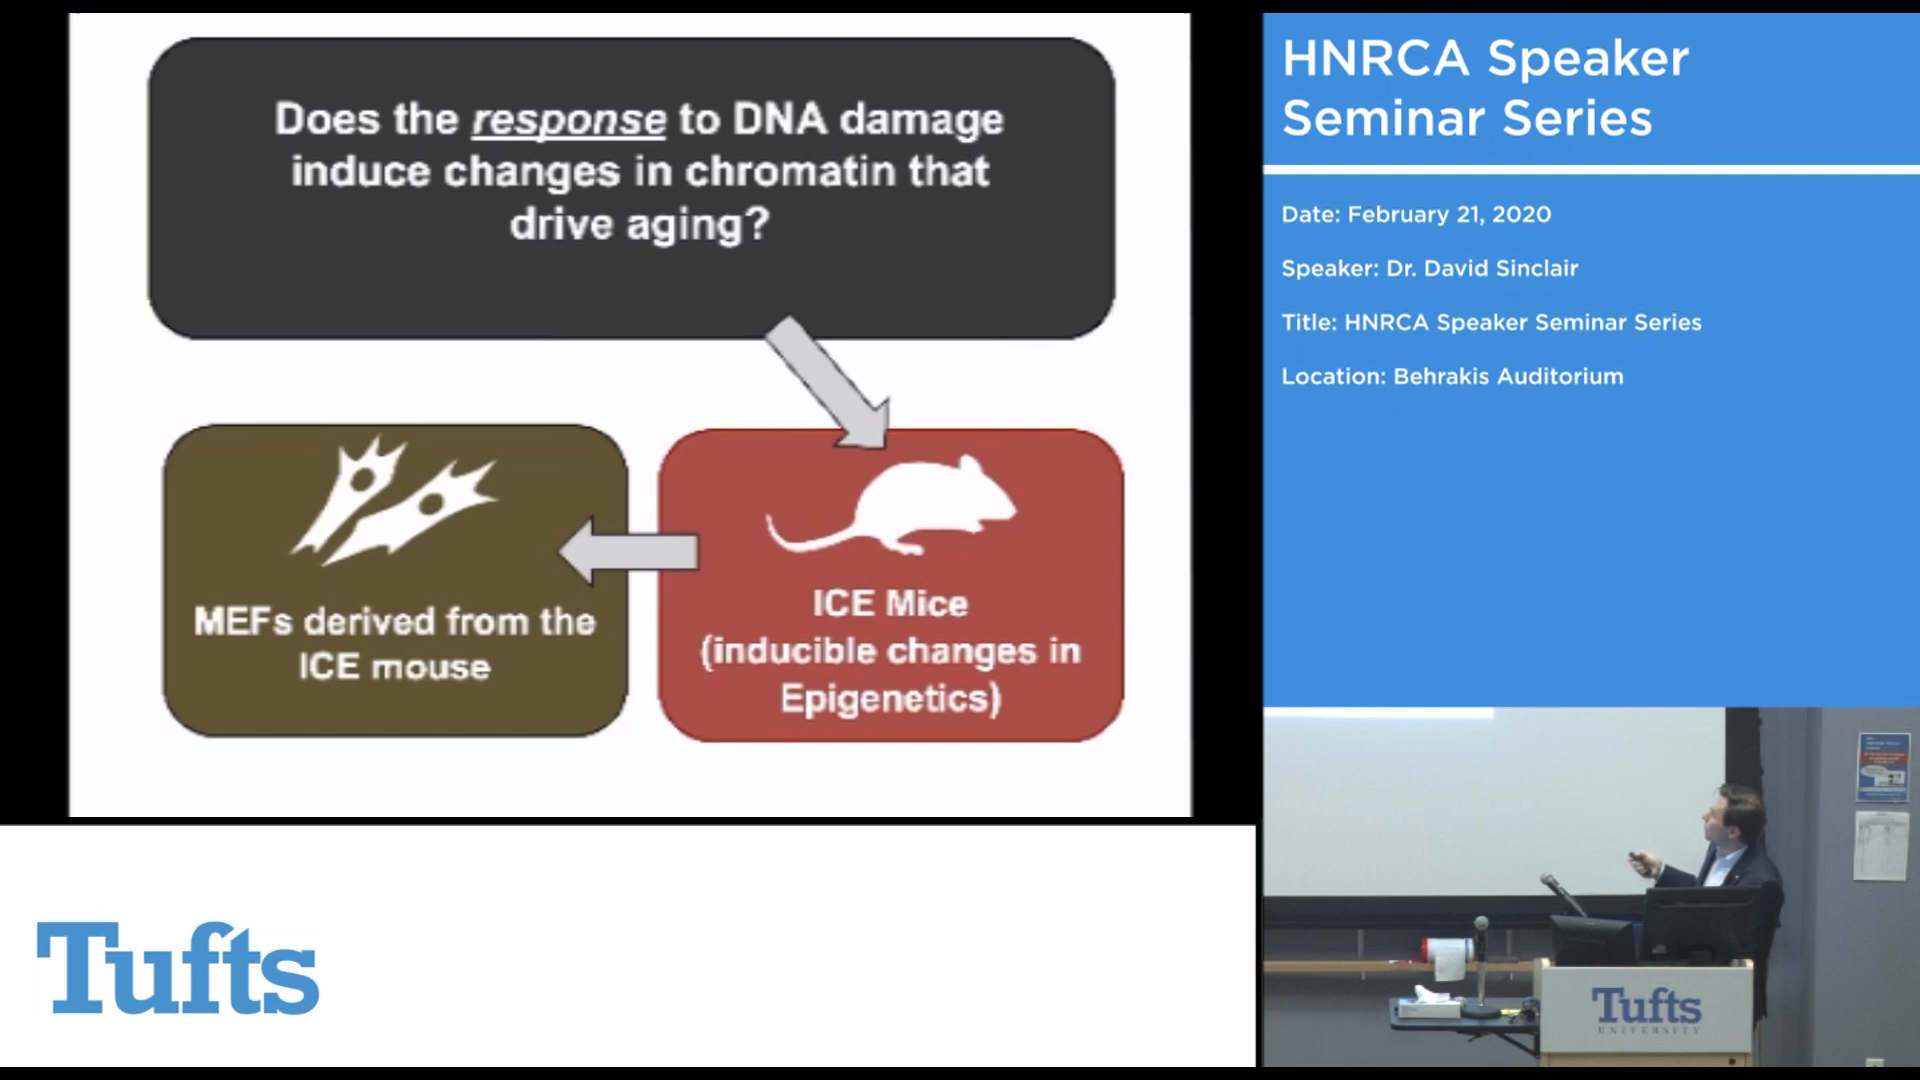 Does the response to DNA damage
induce changes in chromatin that
drive aging?
MEFs derived from the
ICE mouse
ICE Mice
(inducible changes in
Epigenetics)
HNRCA Speaker
Seminar Series
Date: February 21, 2020
Speaker: Dr. David Sinclair
Title: HNRCA Speaker Seminar Series
Location: Behrakis Auditorium
Tufts
Tufts
UNIVERSITY